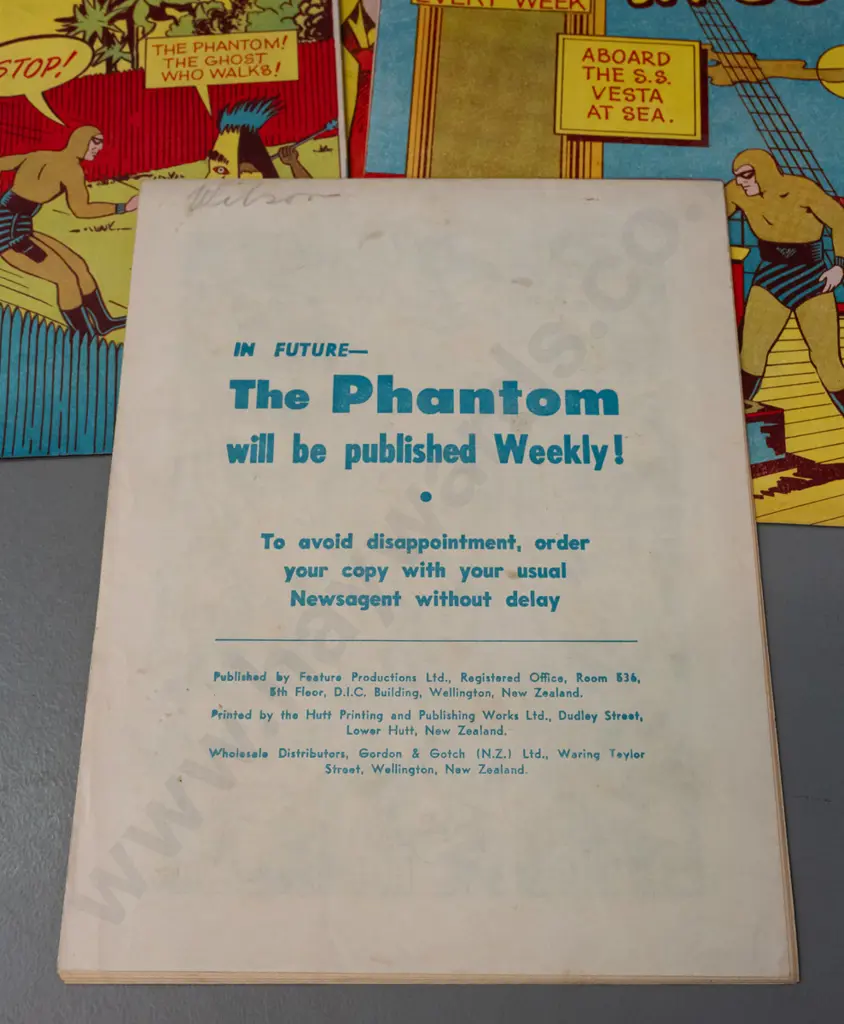 EVERY WEEK
STOP!
THE PHANTOM!
THE GHOST
WHO WALKS!
ABOARD
THE S.S.
VESTA
AT SEA.
Wilson
IN FUTURE—
The Phantom
will be published Weekly!
•
To avoid disappointment, order
your copy with your usual
Newsagent without delay
Published by Feature Productions Ltd., Registered Office, Room 536,
5th Floor, D.I.C. Building, Wellington, New Zealand.
Printed by the Hutt Printing and Publishing Works Ltd., Dudley Street,
Lower Hutt, New Zealand.
Wholesale Distributors, Gordon & Gotch (N.Z.) Ltd., Waring Taylor
Street, Wellington, New Zealand.